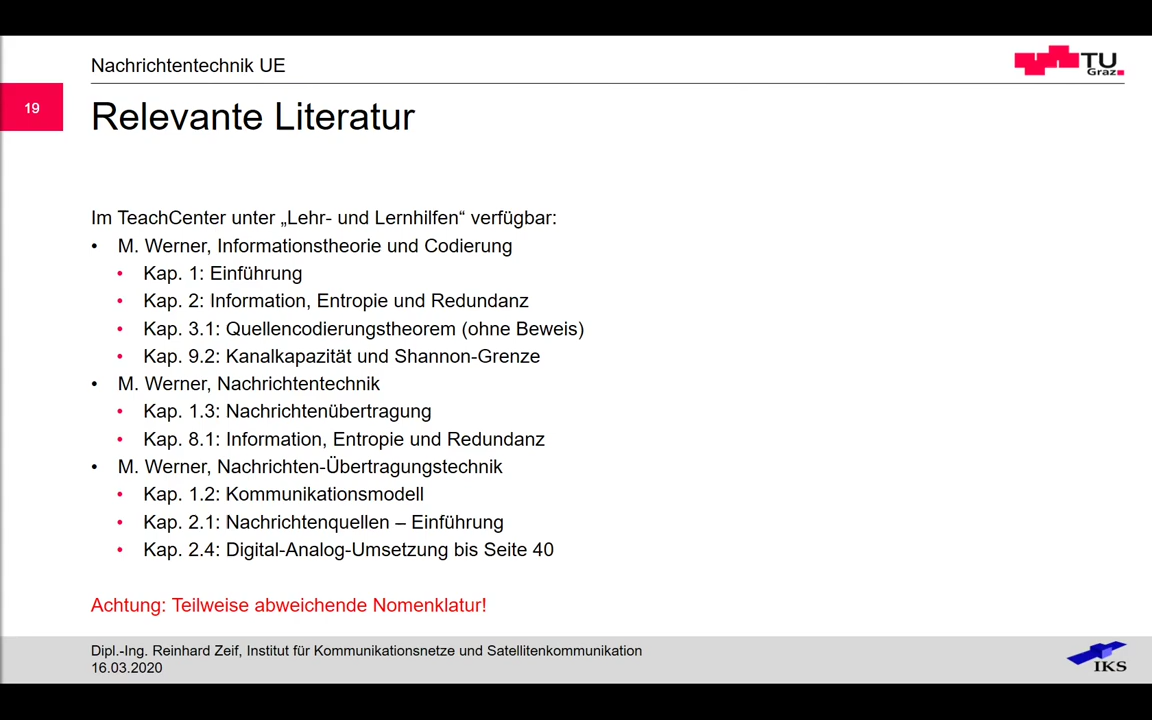 Nachrichtentechnik UE
TU
Graz
19
Relevante Literatur
Im TeachCenter unter „Lehr- und Lernhilfen“ verfügbar:
• M. Werner, Informationstheorie und Codierung
• Kap. 1: Einführung
• Kap. 2: Information, Entropie und Redundanz
• Kap. 3.1: Quellencodierungstheorem (ohne Beweis)
• Kap. 9.2: Kanalkapazität und Shannon-Grenze
• M. Werner, Nachrichtentechnik
• Kap. 1.3: Nachrichtenübertragung
• Kap. 8.1: Information, Entropie und Redundanz
• M. Werner, Nachrichten-Übertragungstechnik
• Kap. 1.2: Kommunikationsmodell
• Kap. 2.1: Nachrichtenquellen – Einführung
• Kap. 2.4: Digital-Analog-Umsetzung bis Seite 40
Achtung: Teilweise abweichende Nomenklatur!
Dipl.-Ing. Reinhard Zeif, Institut für Kommunikationsnetze und Satellitenkommunikation
16.03.2020
IKS